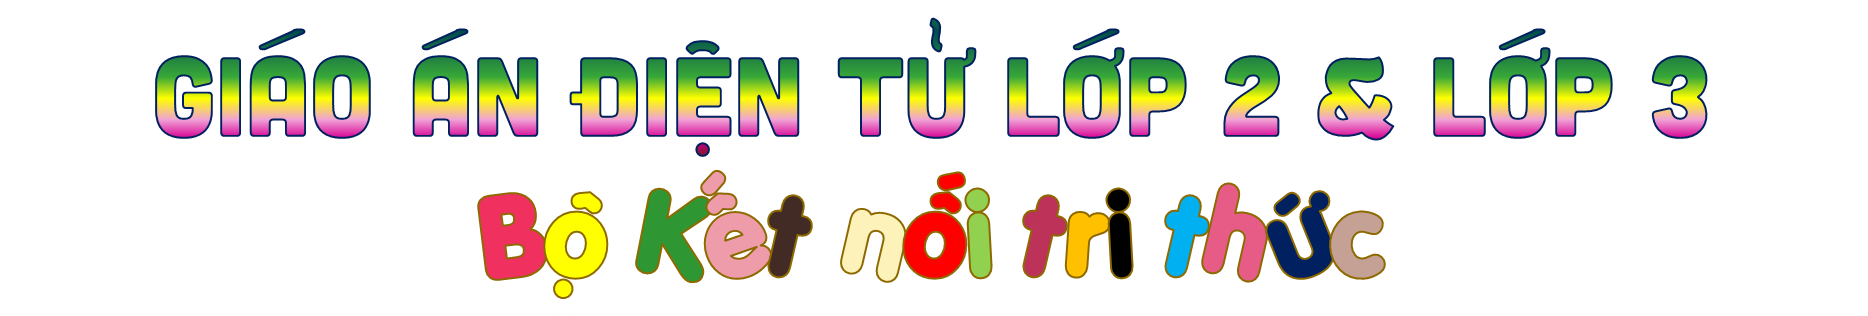 GIÁO ÁN ĐIỆN TỬ LỚP 2 & LỚP 3
Bộ Kết nối tri thức